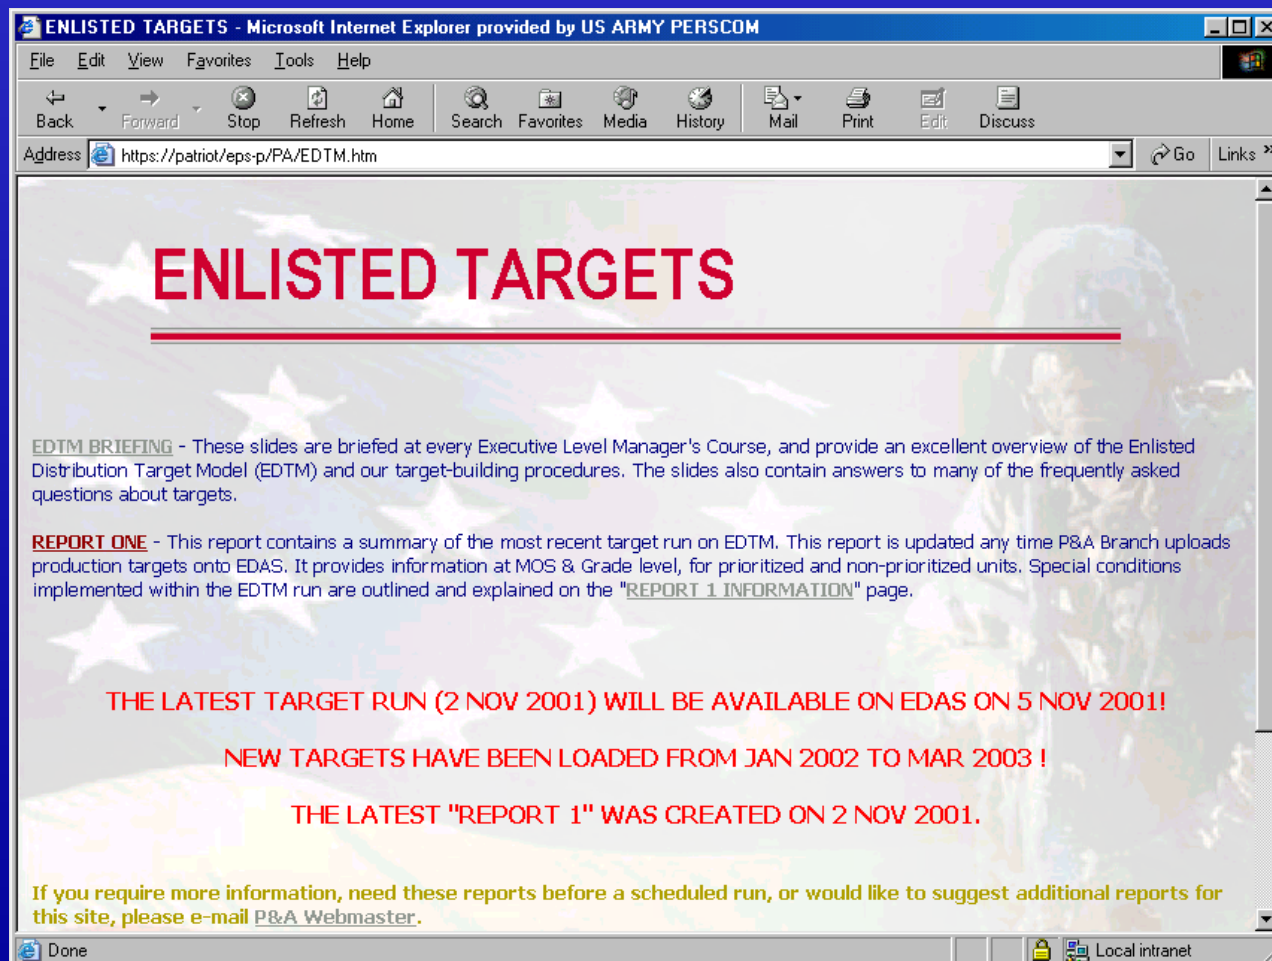 ENLISTED TARGETS - Microsoft Internet Explorer provided by US ARMY PERSCOM
File Edit View Favorites Tools Help
Back Forward Stop Refresh Home Search Favorites Media History Mail Print Edit Discuss
Address https://patriot/eps-p/PA/EDTM.htm Go Links »
ENLISTED TARGETS
EDTM BRIEFING - These slides are briefed at every Executive Level Manager's Course, and provide an excellent overview of the Enlisted
Distribution Target Model (EDTM) and our target-building procedures. The slides also contain answers to many of the frequently asked
questions about targets.
REPORT ONE - This report contains a summary of the most recent target run on EDTM. This report is updated any time P&A Branch uploads
production targets onto EDAS. It provides information at MOS & Grade level, for prioritized and non-prioritized units. Special conditions
implemented within the EDTM run are outlined and explained on the "REPORT 1 INFORMATION" page.
THE LATEST TARGET RUN (2 NOV 2001) WILL BE AVAILABLE ON EDAS ON 5 NOV 2001!
NEW TARGETS HAVE BEEN LOADED FROM JAN 2002 TO MAR 2003 !
THE LATEST "REPORT 1" WAS CREATED ON 2 NOV 2001.
If you require more information, need these reports before a scheduled run, or would like to suggest additional reports for
this site, please e-mail P&A Webmaster.
Done Local intranet